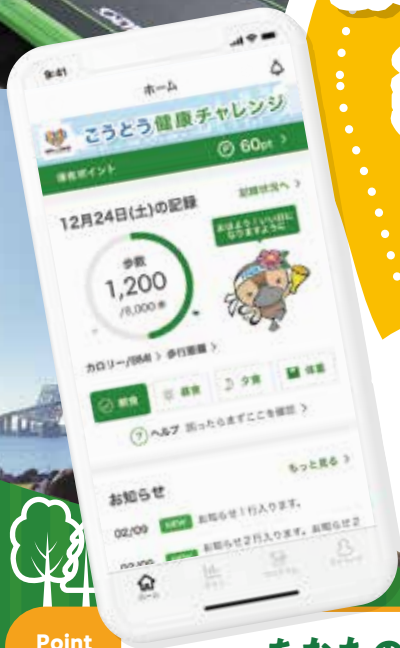 9:41
ホーム
こうとう健康チャレンジ
保有ポイント
P 60pt >
12月24日(土)の記録
記録状況へ >
おはよう！いい日に
なりますように
歩数
1,200
/8,000 歩
カロリー/BMI > 歩行距離 >
朝食
昼食
夕食
体重
? ヘルプ 困ったらまずここを確認 >
お知らせ
もっと見る >
02/09 NEW お知らせ1行入ります。
02/09 お知らせ2行入ります。お知らせ2
ホーム
Point